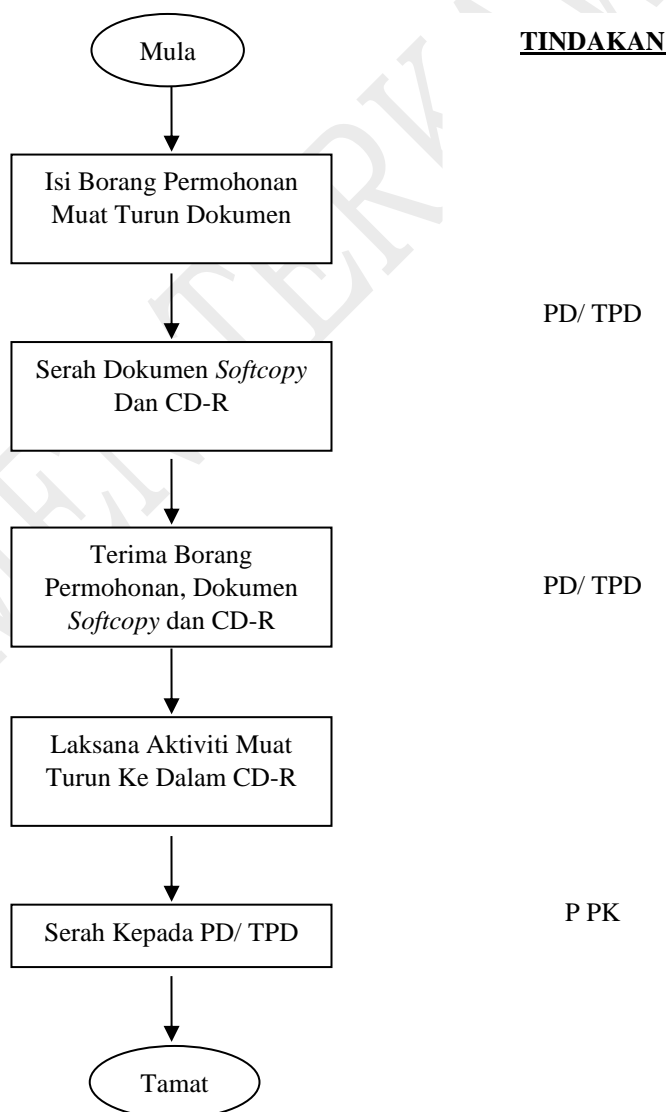 Mula
TINDAKAN
Isi Borang Permohonan
Muat Turun Dokumen
PD/ TPD
Serah Dokumen Softcopy
Dan CD-R
Terima Borang
Permohonan, Dokumen
Softcopy dan CD-R
PD/ TPD
Laksana Aktiviti Muat
Turun Ke Dalam CD-R
P PK
Serah Kepada PD/ TPD
Tamat